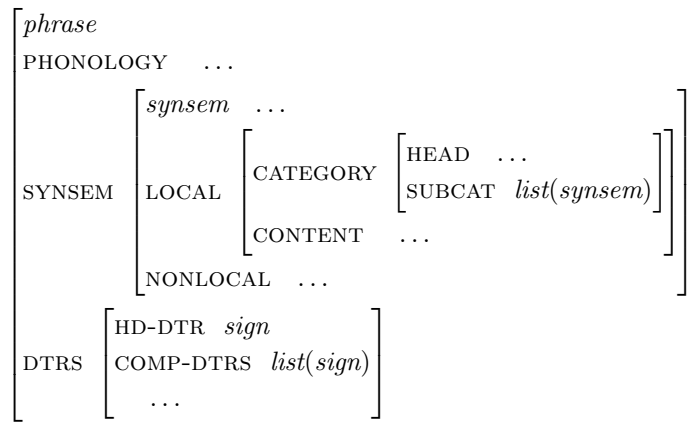 phrase
PHONOLOGY ...
synsem ...
HEAD ...
CATEGORY
SYNSEM LOCAL SUBCAT list(synsem)
CONTENT ...
NONLOCAL ...
HD-DTR sign
DTRS COMP-DTRS list(sign)
...